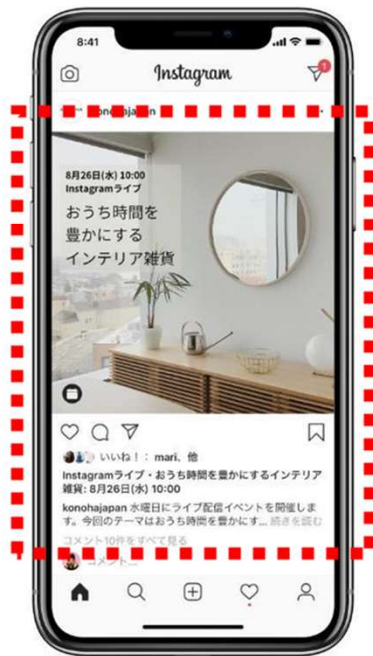 8:41
Instagram
1
konohajapan
8月26日(水) 10:00
Instagramライブ
おうち時間を
豊かにする
インテリア雑貨
いいね！：mari、他
Instagramライブ・おうち時間を豊かにするインテリア
雑貨: 8月26日(水) 10:00
konohajapan 水曜日にライブ配信イベントを開催しま
す。今回のテーマはおうち時間を豊かにす... 続きを読む
コメント10件をすべて見る
コメント...